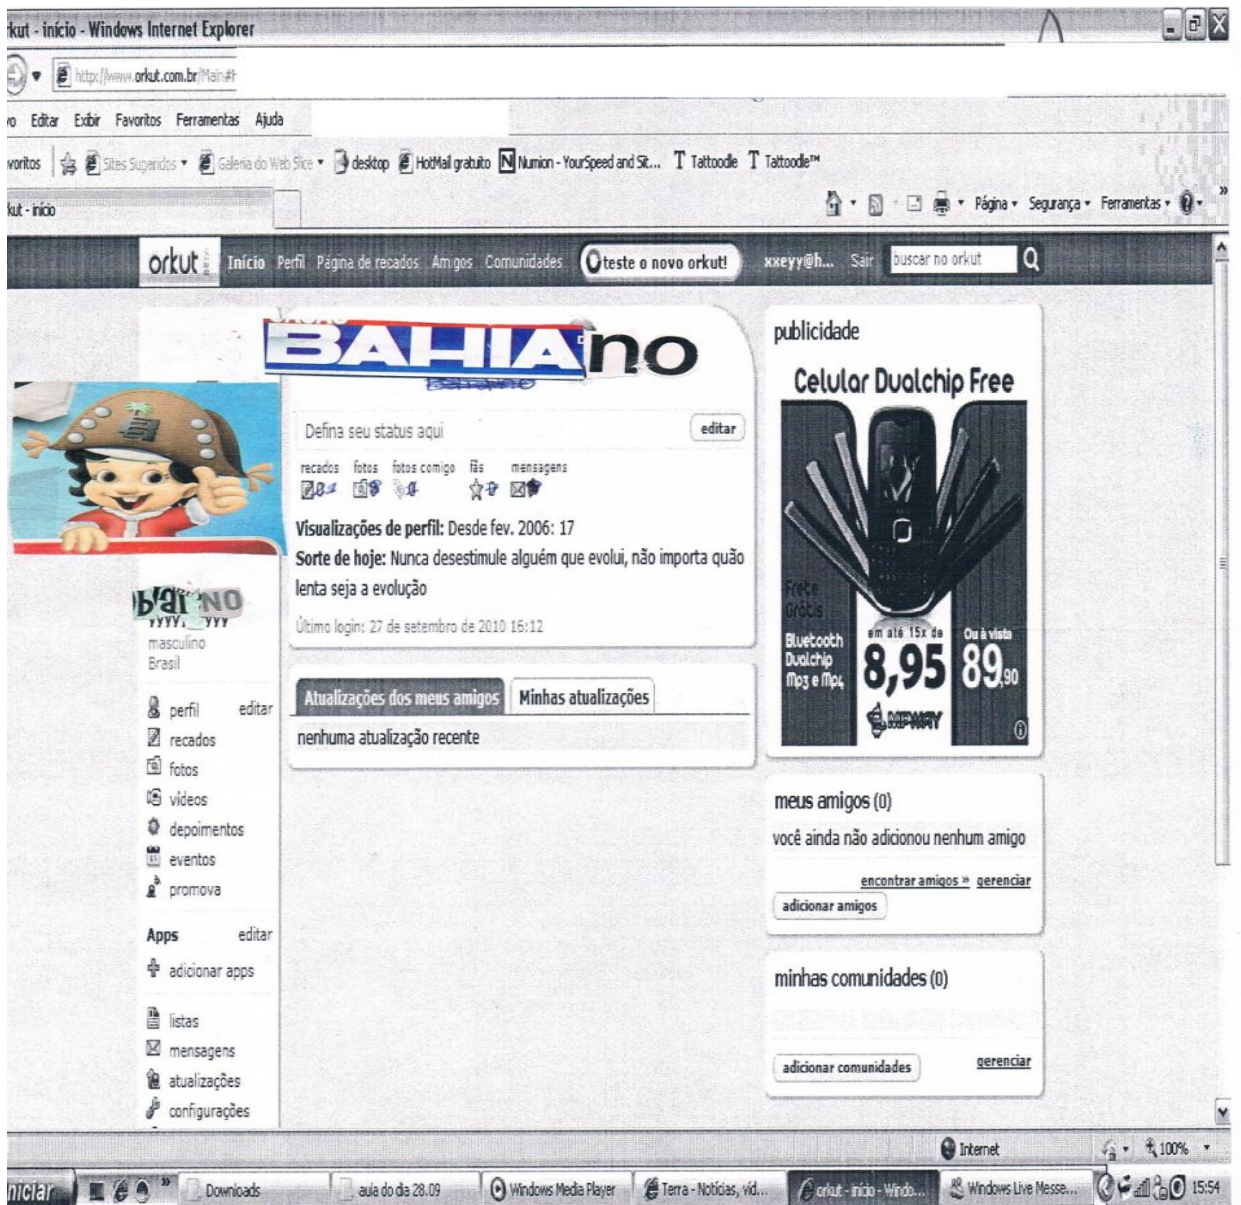 rkut - início - Windows Internet Explorer
http://www.orkut.com.br/Main#H
vo Editar Exibir Favoritos Ferramentas Ajuda
voritos Sites Sugeridos Galeria do Web Slice desktop HotMail gratuito Numion - YourSpeed and Sit... Tattoodle Tattoodle™
kut - início
Página Segurança Ferramentas
orkut Início Perfil Página de recados Amigos Comunidades teste o novo orkut! xxeyy@h... Sair buscar no orkut
BAHIAno
Defina seu status aqui editar
recados fotos fotos comigo fãs mensagens
Visualizações de perfil: Desde fev. 2006: 17
Sorte de hoje: Nunca desestimule alguém que evolui, não importa quão
lenta seja a evolução
Último login: 27 de setembro de 2010 16:12
Atualizações dos meus amigos Minhas atualizações
nenhuma atualização recente
NO
masculino
Brasil
perfil editar
recados
fotos
vídeos
depoimentos
eventos
promova
Apps editar
adicionar apps
listas
mensagens
atualizações
configurações
publicidade
Celular Dualchip Free
Frete
Grátis
Bluetooth
Dualchip
Mp3 e Mp4
em até 15x de
8,95
Ou à vista
89,90
MPWAY
meus amigos (0)
você ainda não adicionou nenhum amigo
encontrar amigos » gerenciar
adicionar amigos
minhas comunidades (0)
adicionar comunidades gerenciar
Internet 100%
niciar Downloads aula do dia 28.09 Windows Media Player Terra - Notícias, víd... orkut - início - Windo... Windows Live Messe... 15:54